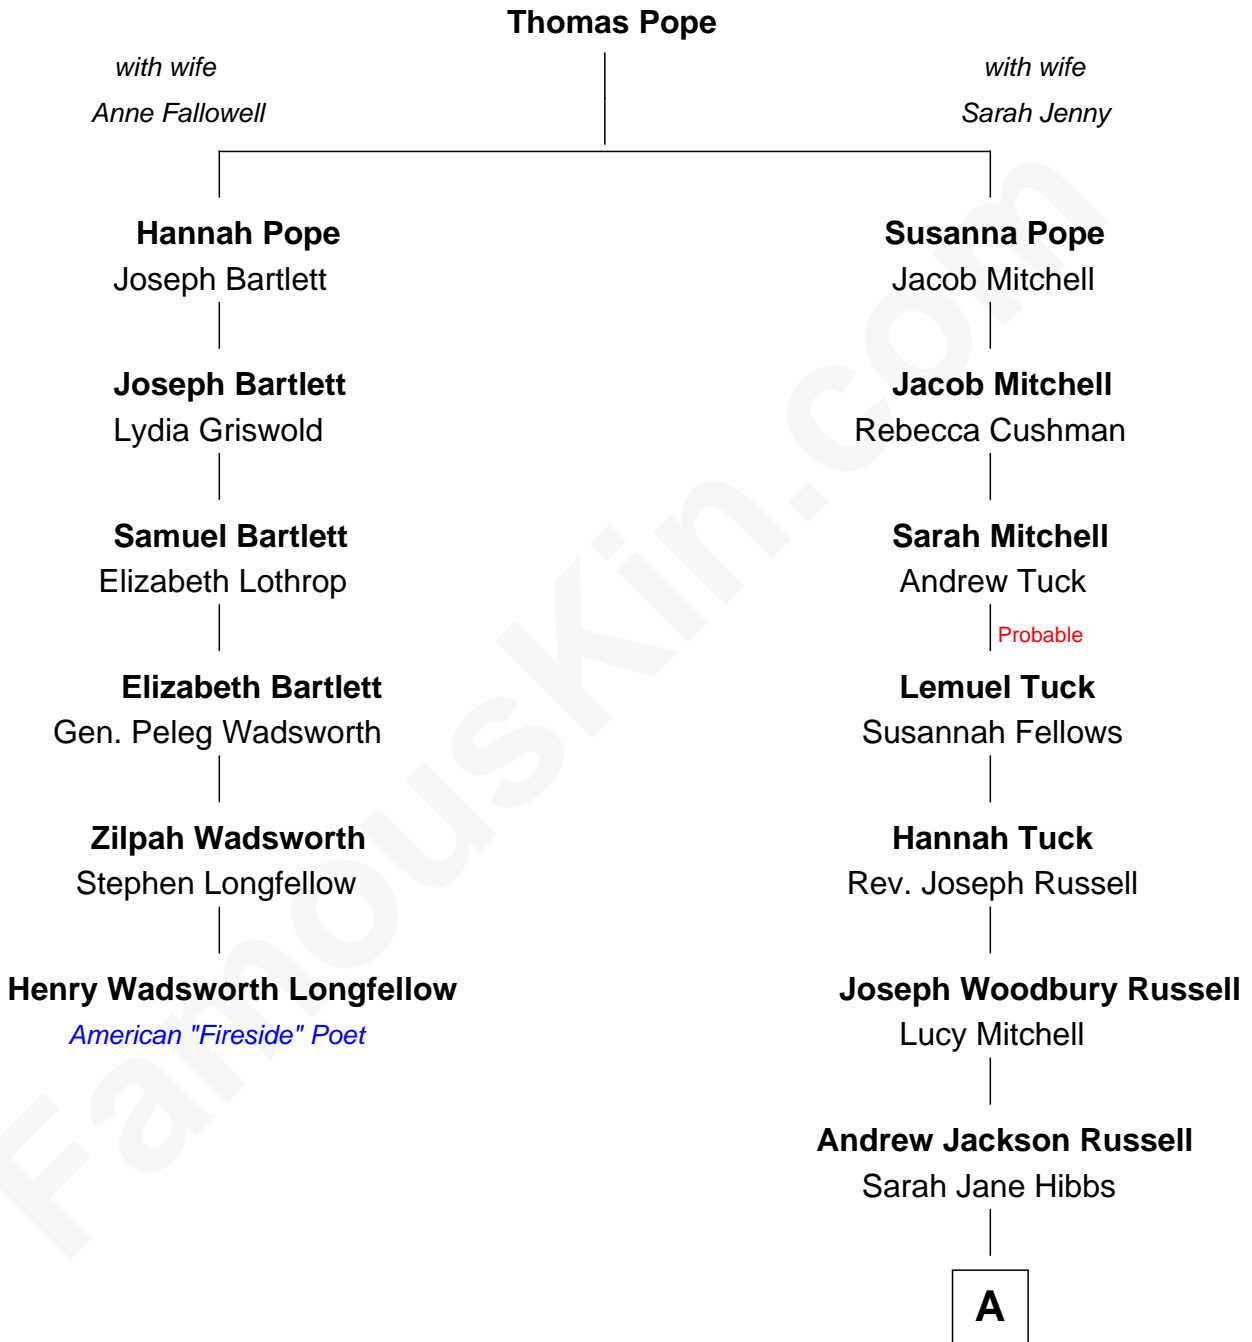 Thomas Pope
with wife
Anne Fallowell
with wife
Sarah Jenny
Hannah Pope
Joseph Bartlett
Susanna Pope
Jacob Mitchell
Joseph Bartlett
Lydia Griswold
Jacob Mitchell
Rebecca Cushman
Samuel Bartlett
Elizabeth Lothrop
Sarah Mitchell
Andrew Tuck
Probable
Elizabeth Bartlett
Gen. Peleg Wadsworth
Lemuel Tuck
Susannah Fellows
Zilpah Wadsworth
Stephen Longfellow
Hannah Tuck
Rev. Joseph Russell
Henry Wadsworth Longfellow
American "Fireside" Poet
Joseph Woodbury Russell
Lucy Mitchell
Andrew Jackson Russell
Sarah Jane Hibbs
A
FamousKin.com